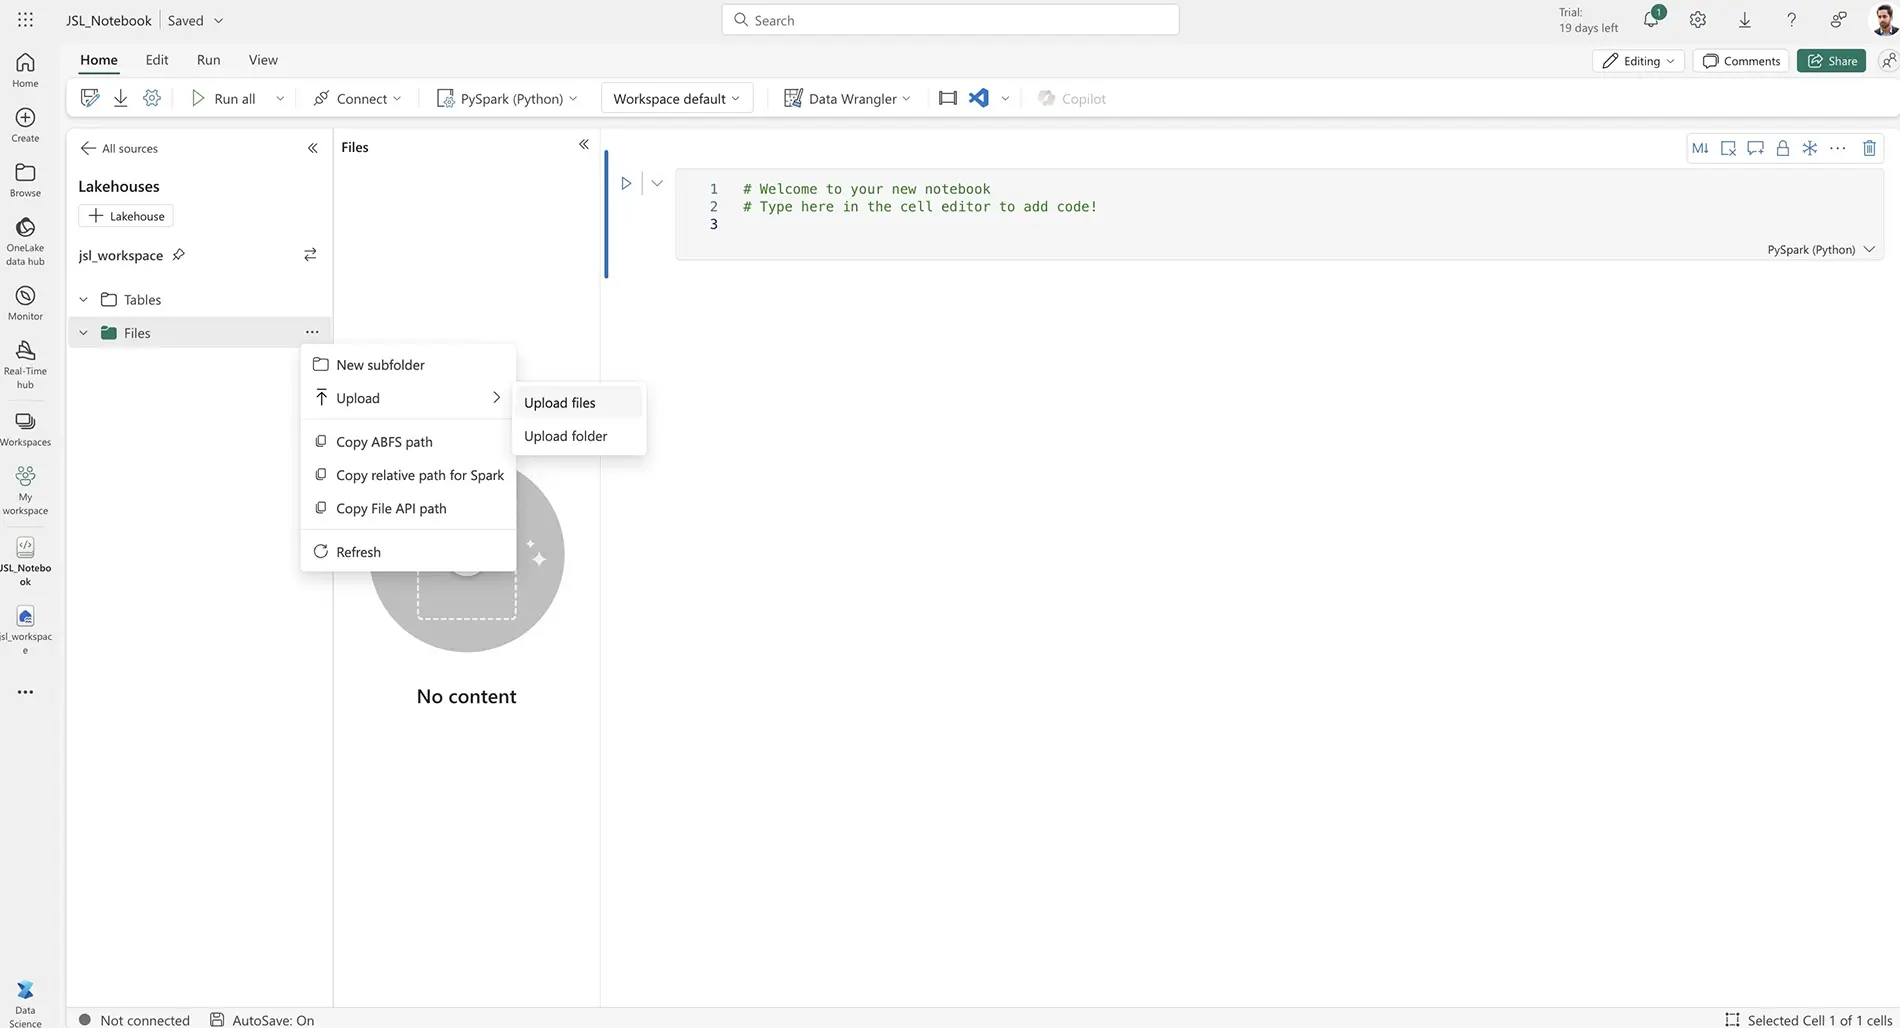 JSL_Notebook
Saved
Search
Trial:
19 days left
1
Home
Edit
Run
View
Editing
Comments
Share
Run all
Connect
PySpark (Python)
Workspace default
Data Wrangler
Copilot
Home
Create
Browse
OneLake
data hub
Monitor
Real-Time
hub
Workspaces
My
workspace
JSL_Notebo
ok
jsl_workspac
e
Data
Science
All sources
Lakehouses
Lakehouse
jsl_workspace
Tables
Files
Files
New subfolder
Upload
Copy ABFS path
Copy relative path for Spark
Copy File API path
Refresh
Upload files
Upload folder
No content
M↓
1 # Welcome to your new notebook
2 # Type here in the cell editor to add code!
3
PySpark (Python)
Not connected
AutoSave: On
Selected Cell 1 of 1 cells